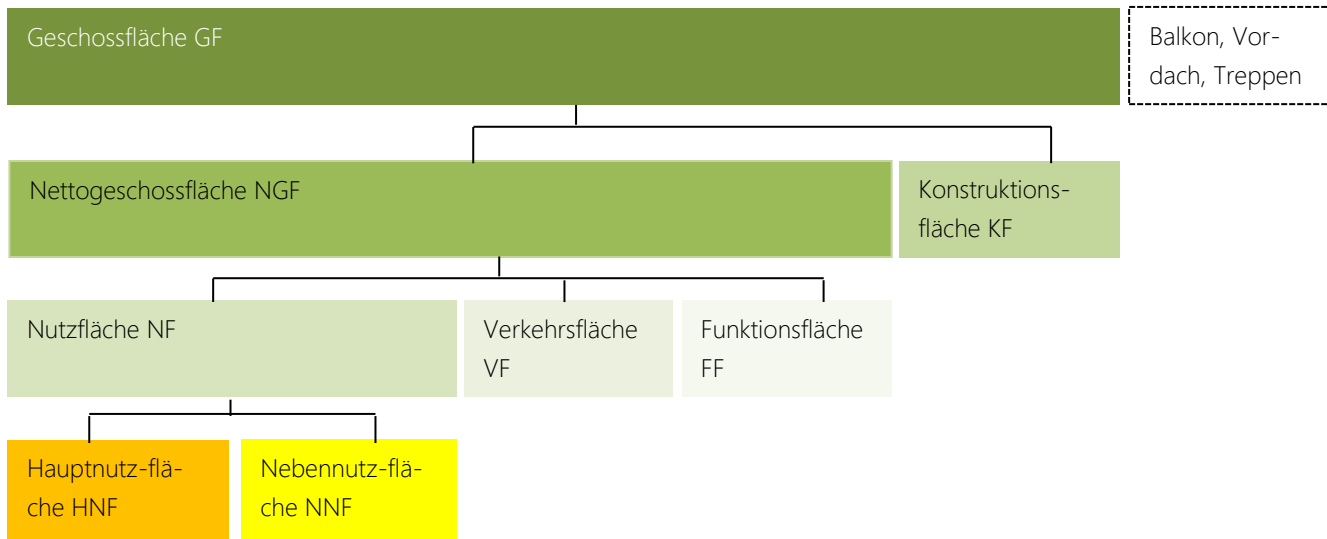 Geschossfläche GF
Balkon, Vor-
dach, Treppen
Nettogeschossfläche NGF
Konstruktions-
fläche KF
Nutzfläche NF
Verkehrsfläche
VF
Funktionsfläche
FF
Hauptnutz-flä-
che HNF
Nebennutz-flä-
che NNF